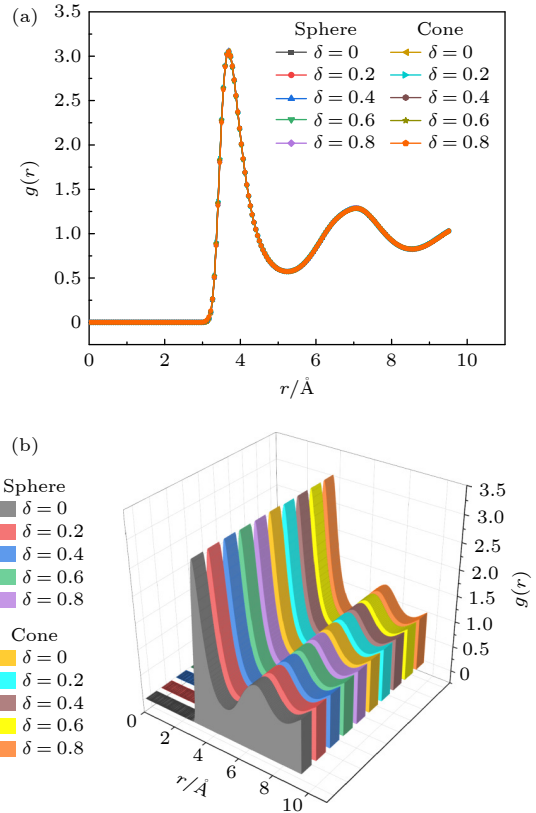 (a)
3.5
3.0
2.5
2.0
1.5
1.0
0.5
0
g(r)
Sphere Cone
δ = 0 δ = 0
δ = 0.2 δ = 0.2
δ = 0.4 δ = 0.4
δ = 0.6 δ = 0.6
δ = 0.8 δ = 0.8
0 2 4 6 8 10
r/Å
(b)
Sphere
δ = 0
δ = 0.2
δ = 0.4
δ = 0.6
δ = 0.8
Cone
δ = 0
δ = 0.2
δ = 0.4
δ = 0.6
δ = 0.8
3.5
3.0
2.5
2.0
1.5
1.0
0.5
0
g(r)
0
2
4
6
8
10
r/Å